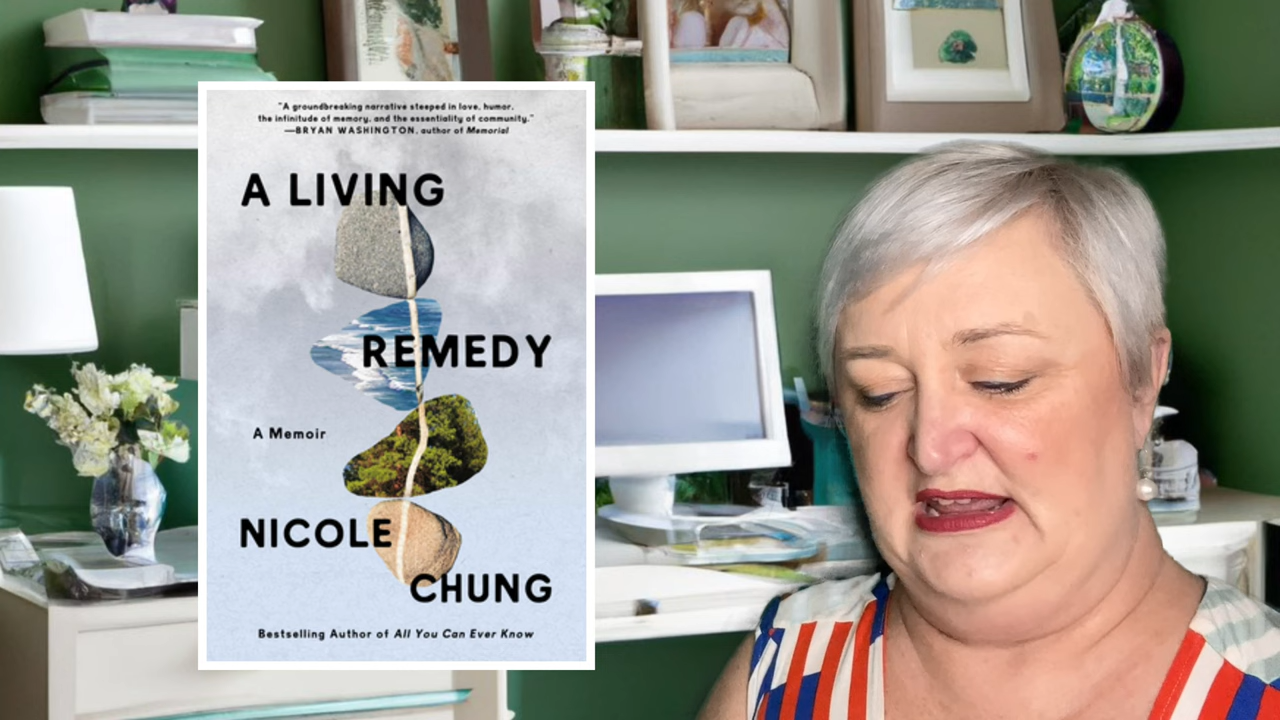 "A groundbreaking narrative steeped in love, humor,
the infinitude of memory, and the essentiality of community."
—BRYAN WASHINGTON, author of Memorial
A LIVING
REMEDY
A Memoir
NICOLE
CHUNG
Bestselling Author of All You Can Ever Know